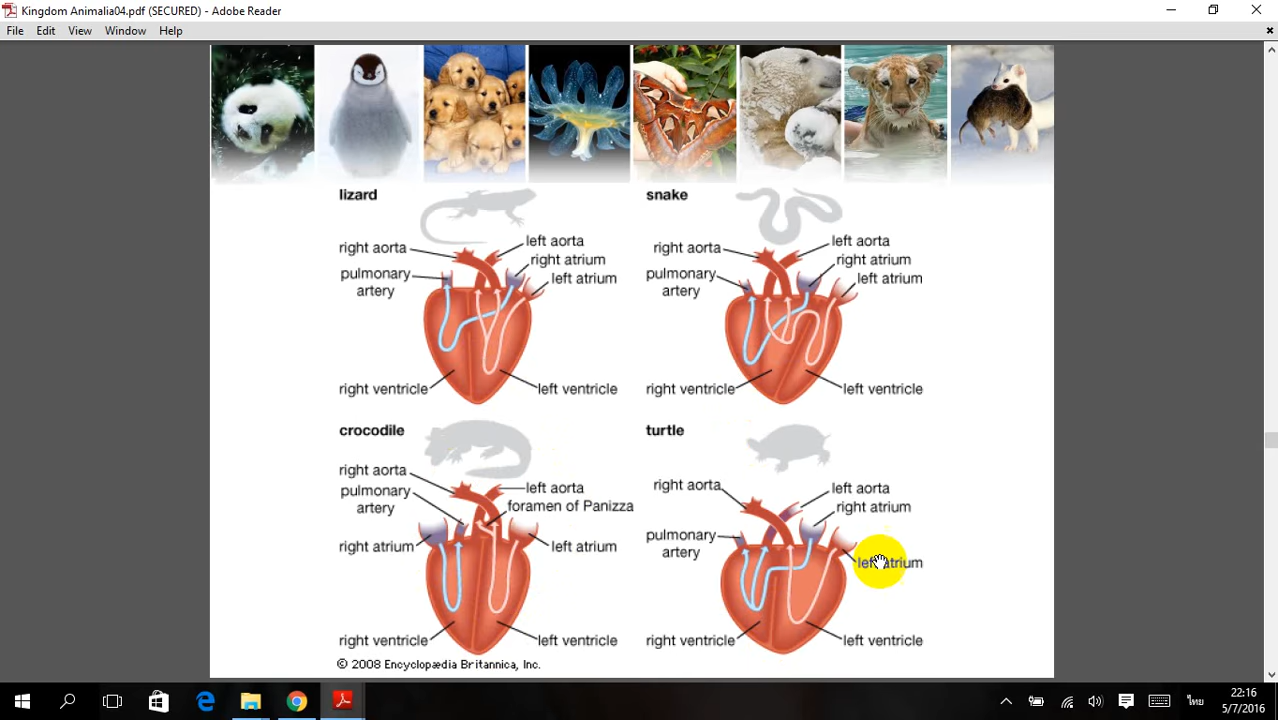 Kingdom Animalia04.pdf (SECURED) - Adobe Reader
File Edit View Window Help
lizard
right aorta
left aorta
right atrium
pulmonary
artery
left atrium
right ventricle
left ventricle
snake
right aorta
left aorta
right atrium
pulmonary
artery
left atrium
right ventricle
left ventricle
crocodile
right aorta
pulmonary
artery
left aorta
foramen of Panizza
right atrium
left atrium
right ventricle
left ventricle
turtle
right aorta
left aorta
right atrium
pulmonary
artery
left atrium
right ventricle
left ventricle
© 2008 Encyclopædia Britannica, Inc.
ไทย
22:16
5/7/2016